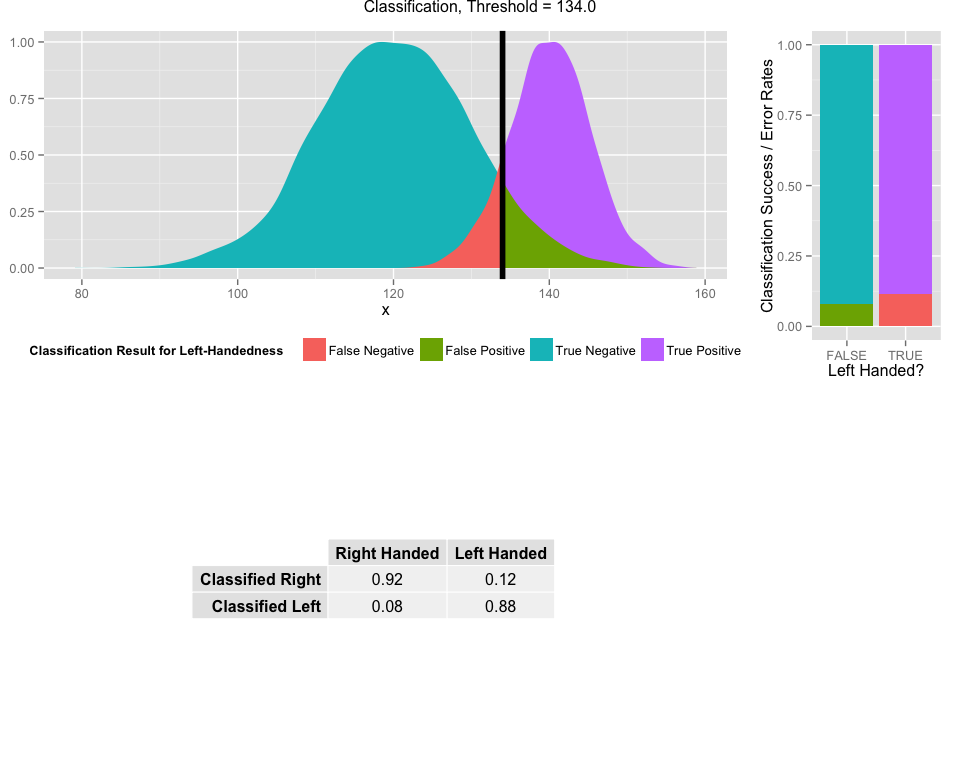 Classification, Threshold = 134.0
1.00
0.75
0.50
0.25
0.00
80 100 120 140 160
x
Classification Result for Left-Handedness False Negative False Positive True Negative True Positive
Classification Success / Error Rates
1.00
0.75
0.50
0.25
0.00
FALSE TRUE
Left Handed?
Right Handed Left Handed
Classified Right 0.92 0.12
Classified Left 0.08 0.88